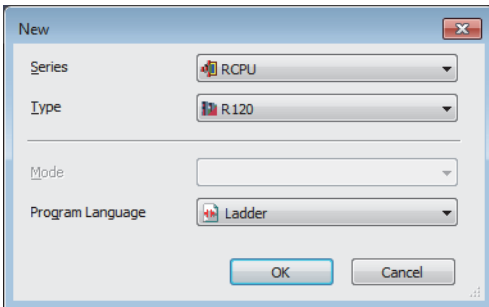 New
Series RCPU
Type R120
Mode
Program Language Ladder
OK Cancel